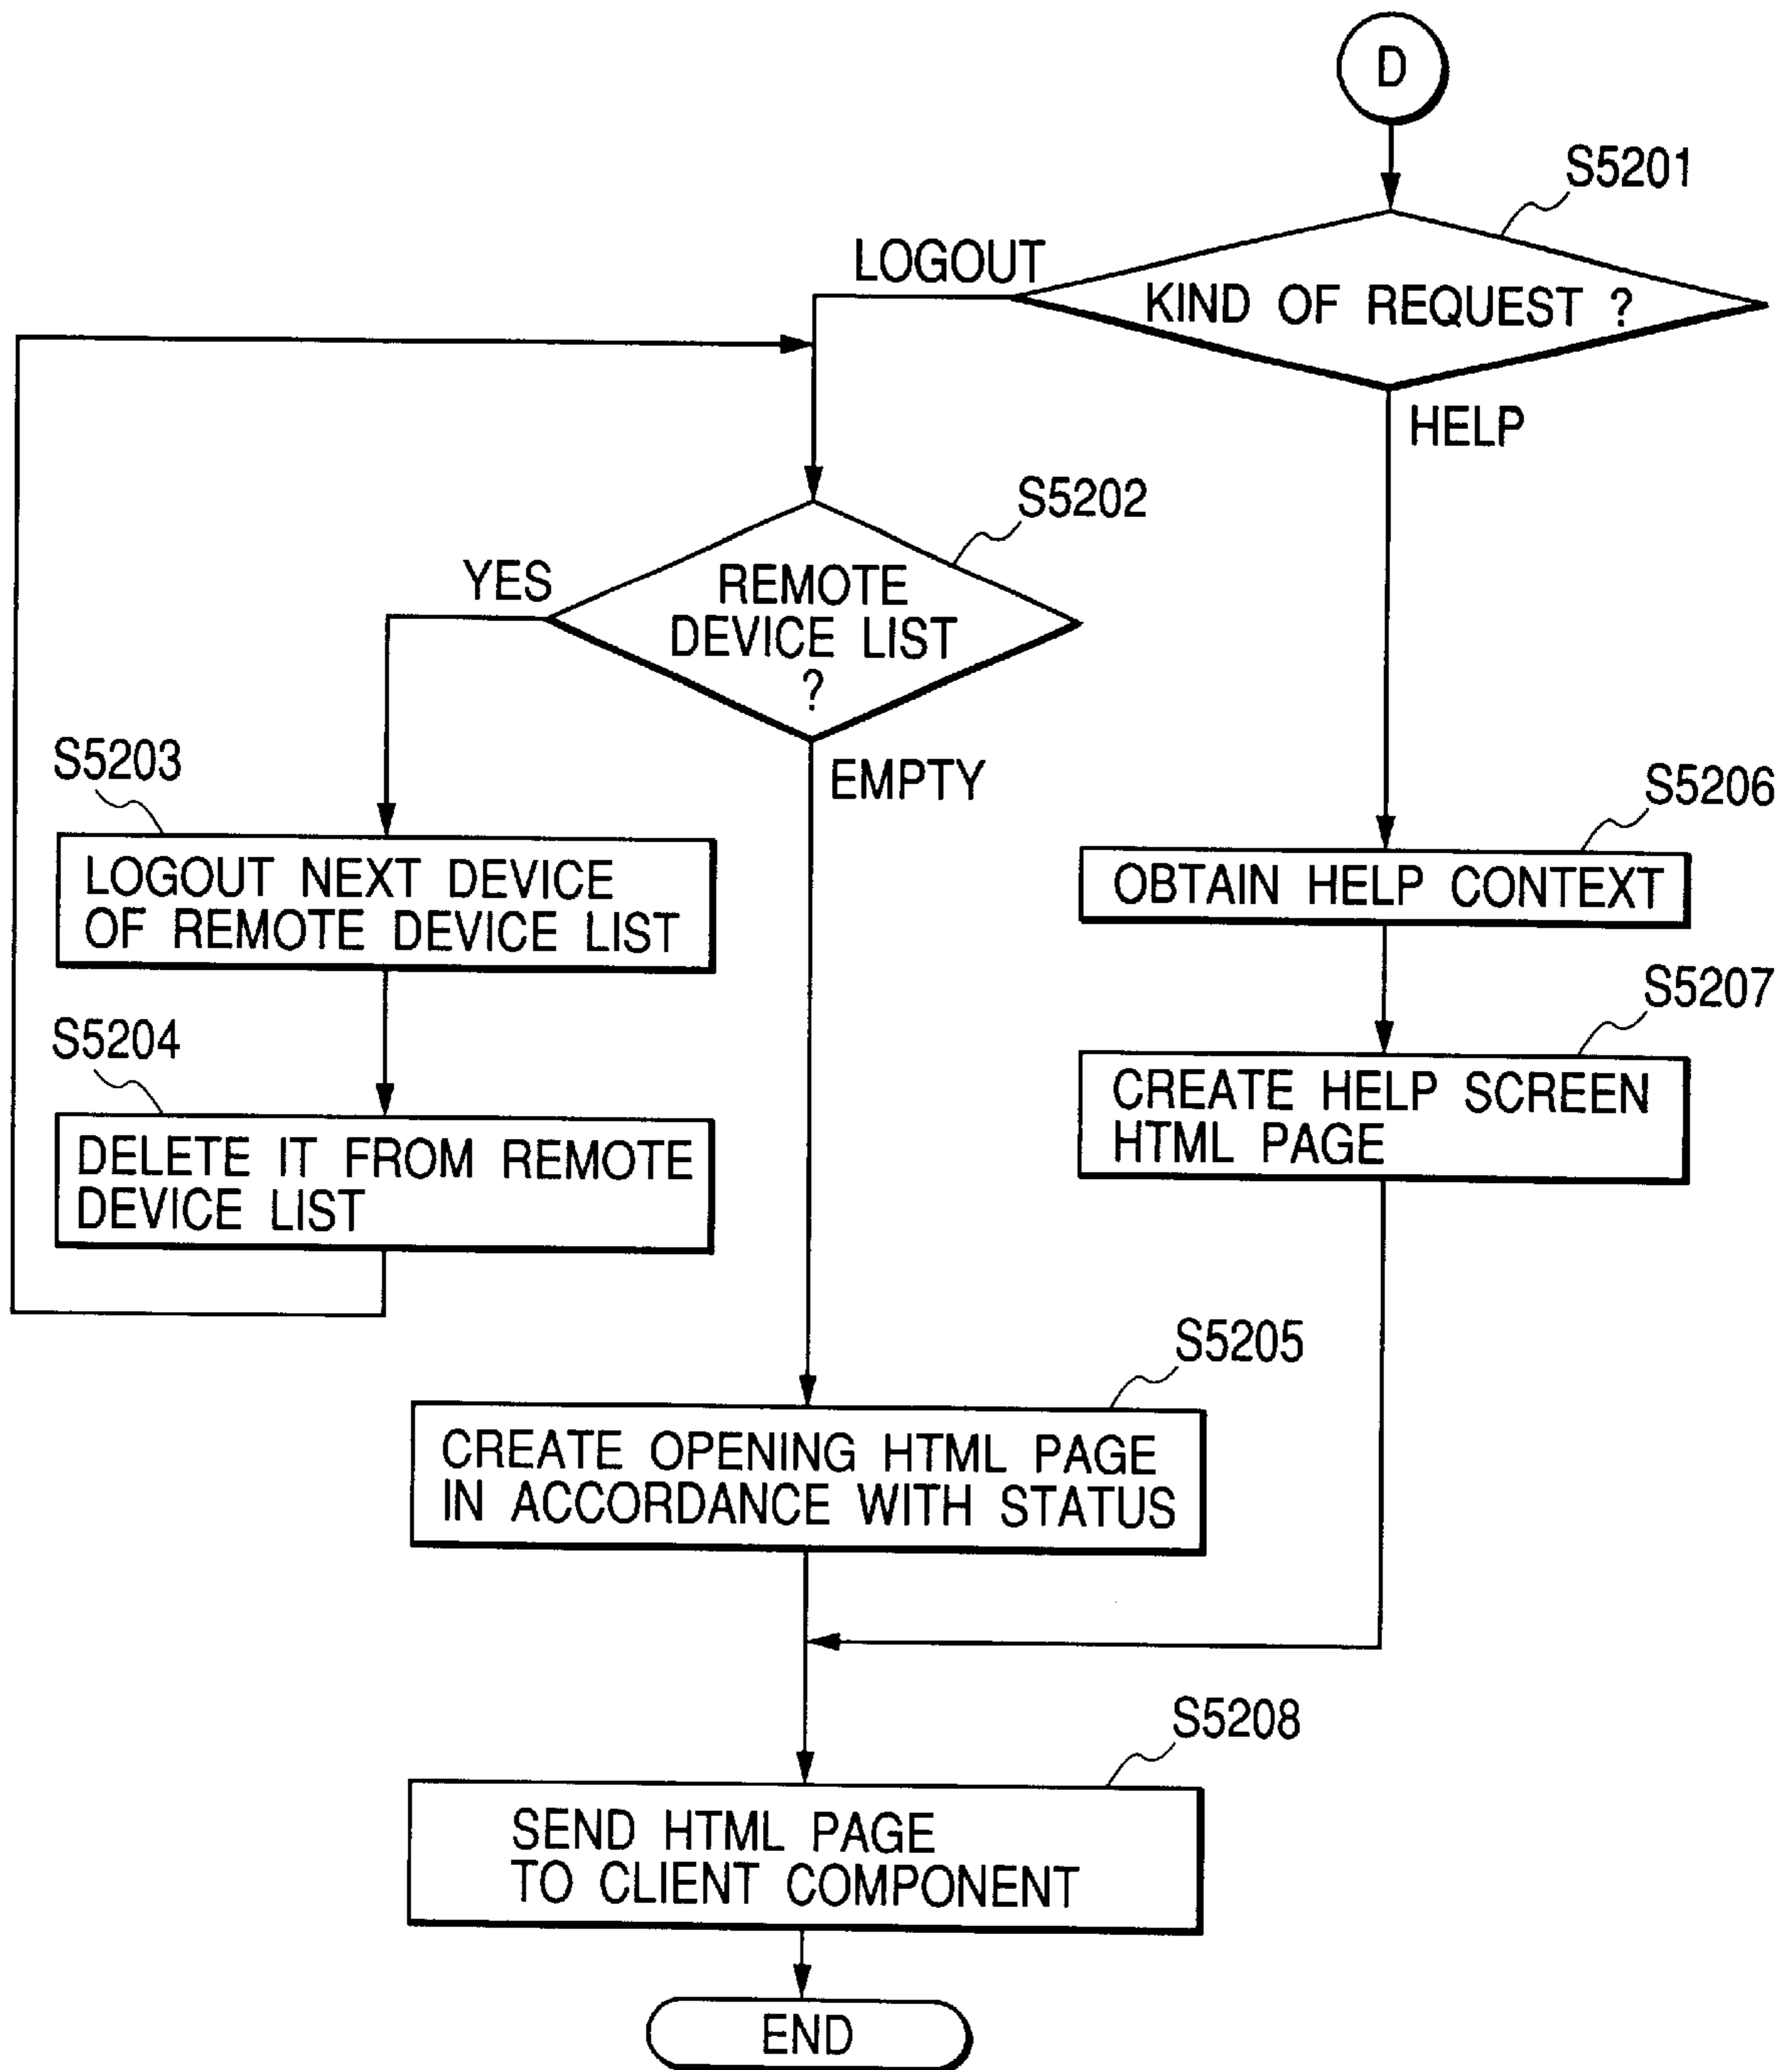 D
S5201
LOGOUT
KIND OF REQUEST ?
HELP
S5202
YES
REMOTE
DEVICE LIST
?
EMPTY
S5203
LOGOUT NEXT DEVICE
OF REMOTE DEVICE LIST
S5206
OBTAIN HELP CONTEXT
S5204
DELETE IT FROM REMOTE
DEVICE LIST
S5207
CREATE HELP SCREEN
HTML PAGE
S5205
CREATE OPENING HTML PAGE
IN ACCORDANCE WITH STATUS
S5208
SEND HTML PAGE
TO CLIENT COMPONENT
END